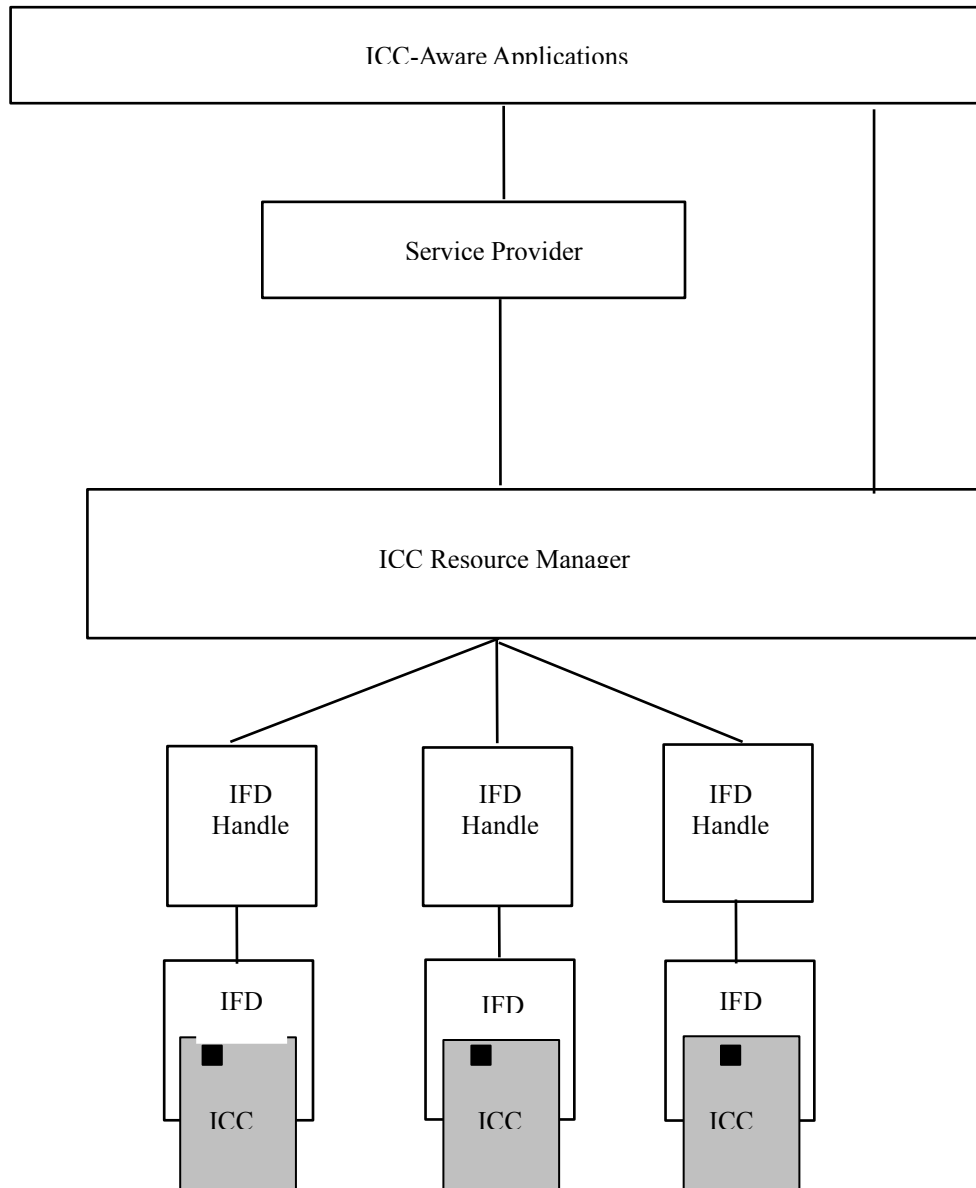 ICC-Aware Applications
Service Provider
ICC Resource Manager
IFD
Handle
IFD
Handle
IFD
Handle
IFD
IFD
IFD
ICC
ICC
ICC